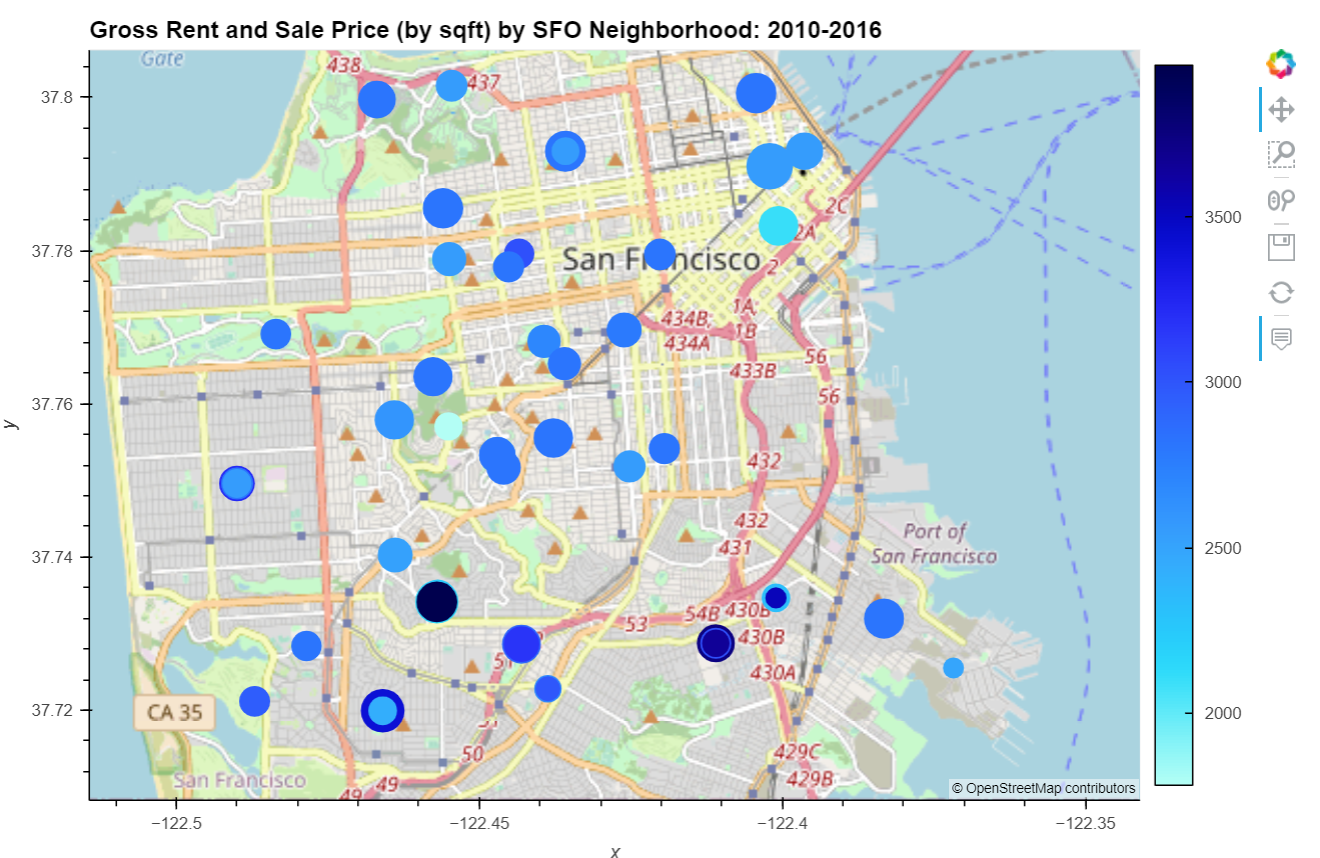 Gross Rent and Sale Price (by sqft) by SFO Neighborhood: 2010-2016
Gate
438
437
37.8
2C
2A
3500
37.78
San Francisco
2
1A,
1B
434B,
434A
56
3000
433B
56
37.76
y
432
2500
432
Port of
San Francisco
431
37.74
54B
430B
53
430B
430A
2000
CA 35
37.72
50
429C
San Francisco
49
49
429B
© OpenStreetMap contributors
−122.5
−122.45
−122.4
−122.35
x